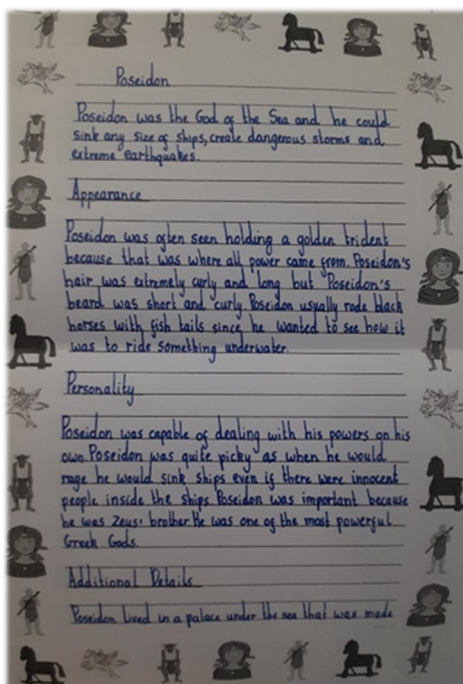 Poseidon
Poseidon was the God of the Sea and he could
sink any size of ships, create dangerous storms and
extreme earthquakes.
Appearance
Poseidon was often seen holding a golden trident
because that was where all power came from. Poseidon's
hair was extremely curly and long but Poseidon's
beard was short and curly. Poseidon usually rode black
horses with fish tails since he wanted to see how it
was to ride something underwater.
Personality
Poseidon was capable of dealing with his powers on his
own. Poseidon was quite picky as when he would
rage he would sink ships even if there were innocent
people inside the ships. Poseidon was important because
he was Zeus' brother. He was one of the most powerful
Greek Gods.
Additional Details
Poseidon lived in a palace under the sea that was made